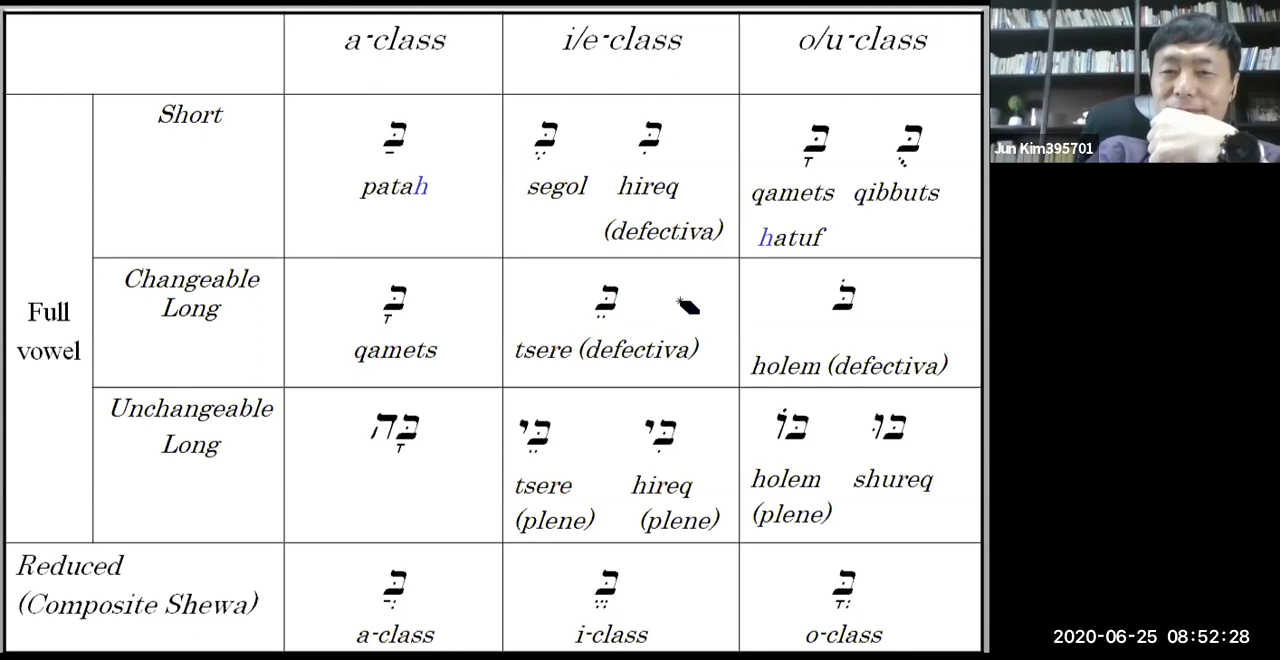 a-class i/e-class o/u-class
Full
vowel
Short
בַּ
patah
בֶּ בִּ
segol hireq
(defectiva)
בָּ בֻּ
qamets qibbuts
hatuf
Changeable
Long
בָּ
qamets
בֵּ
tsere (defectiva)
בֹּ
holem (defectiva)
Unchangeable
Long
בָּה
בֵּי בִּי
tsere hireq
(plene) (plene)
בּוֹ בּוּ
holem shureq
(plene)
Reduced
(Composite Shewa)
בֲּ
a-class
בֱּ
i-class
בֳּ
o-class
Jun Kim395701
2020-06-25 08:52:28